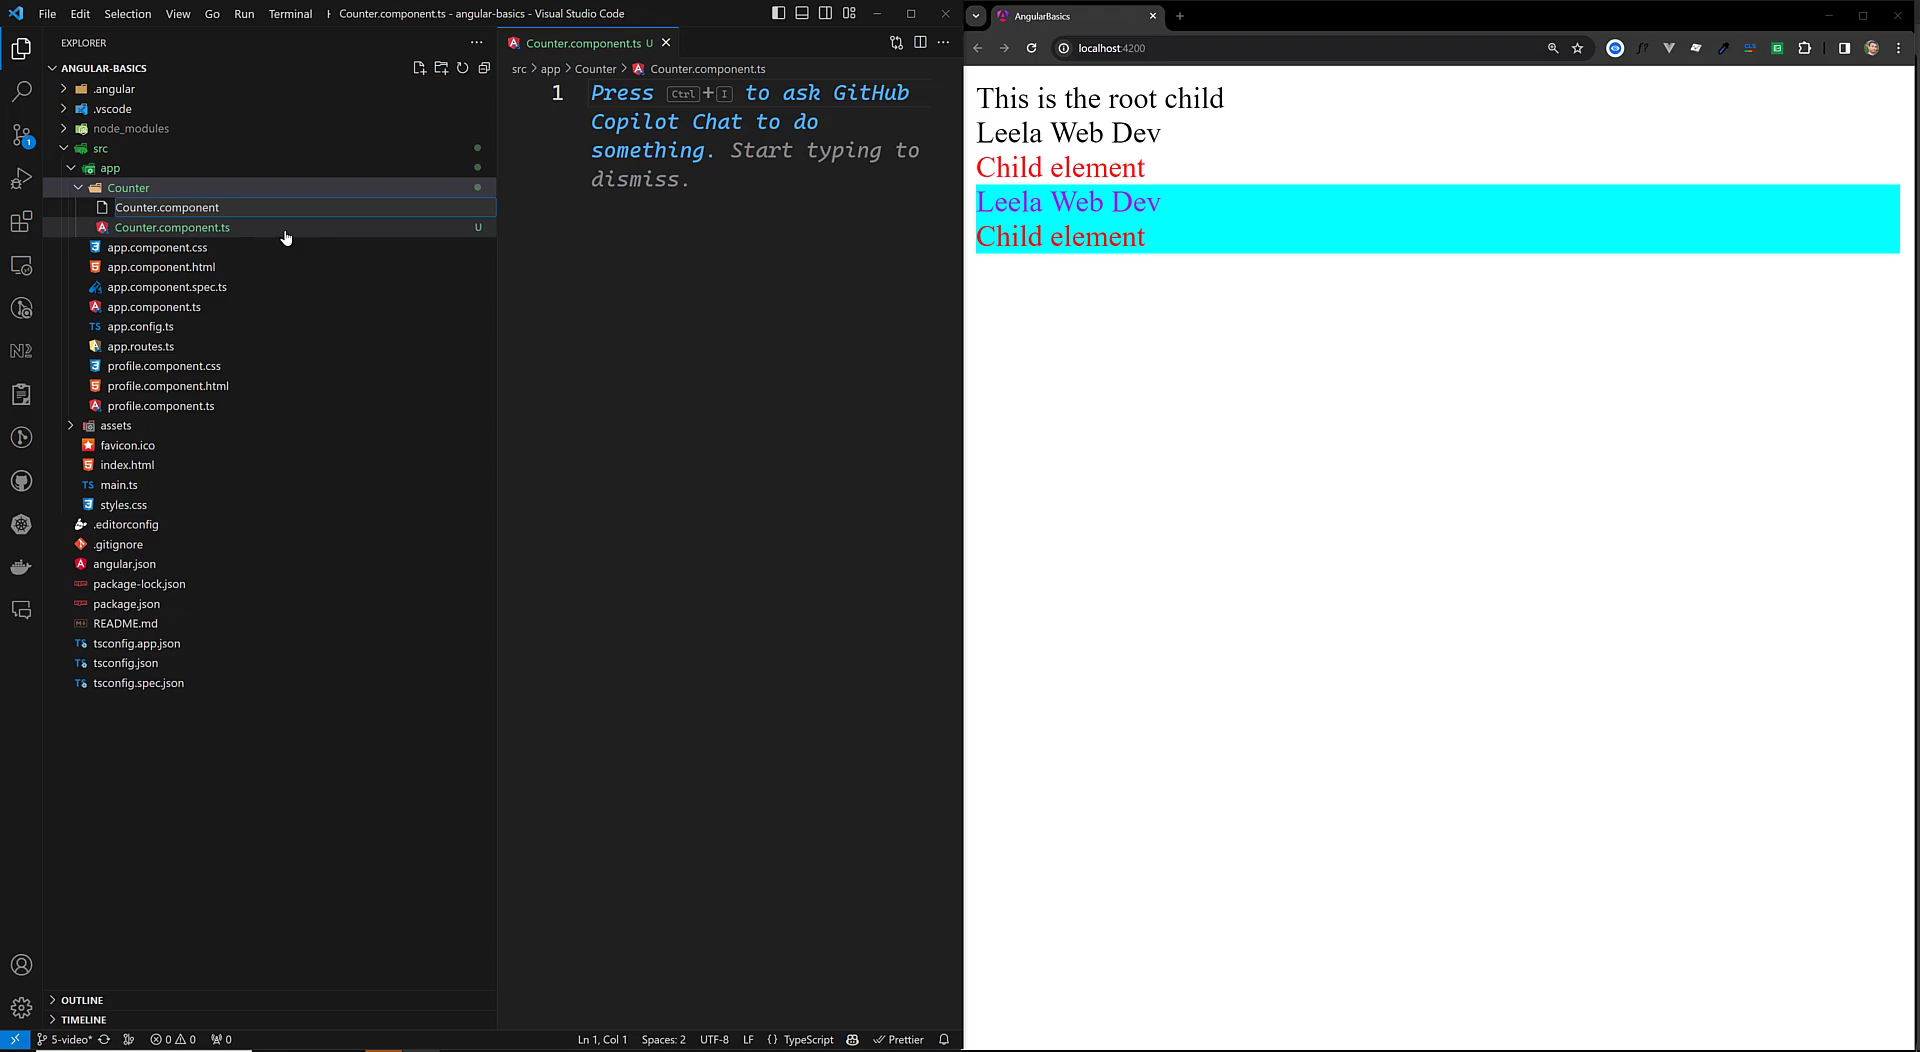 File Edit Selection View Go Run Terminal
Counter.component.ts - angular-basics - Visual Studio Code
EXPLORER
ANGULAR-BASICS
.angular
.vscode
node_modules
src
app
Counter
Counter.component
Counter.component.ts U
app.component.css
app.component.html
app.component.spec.ts
app.component.ts
TS app.config.ts
app.routes.ts
profile.component.css
profile.component.html
profile.component.ts
assets
favicon.ico
index.html
TS main.ts
styles.css
.editorconfig
.gitignore
angular.json
package-lock.json
package.json
README.md
tsconfig.app.json
tsconfig.json
tsconfig.spec.json
OUTLINE
TIMELINE
5-video* 0 0 0
Counter.component.ts U
src > app > Counter > Counter.component.ts
1 Press Ctrl+I to ask GitHub
Copilot Chat to do
something. Start typing to
dismiss.
Ln 1, Col 1 Spaces: 2 UTF-8 LF {} TypeScript Prettier
AngularBasics
localhost:4200
This is the root child
Leela Web Dev
Child element
Leela Web Dev
Child element